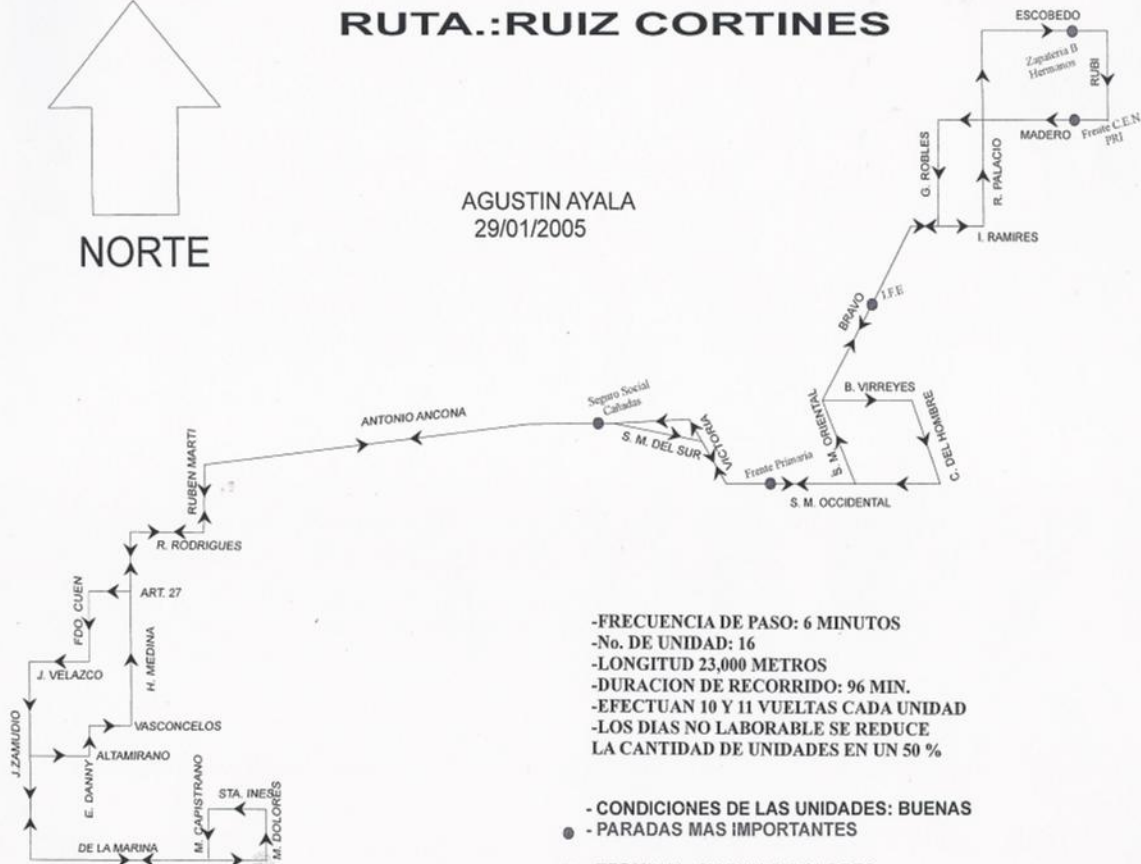 RUTA.:RUIZ CORTINES
NORTE
AGUSTIN AYALA
29/01/2005
ESCOBEDO
Zapateria B
Hermanos
RUBI
MADERO
Frente C.E.N.
PRI
G. ROBLES
R. PALACIO
I. RAMIRES
I.F.E
BRAVO
B. VIRREYES
C. DEL HOMBRE
S. M. ORIENTAL
S. M. OCCIDENTAL
Frente Primaria
VICTORIA
S. M. DEL SUR
Seguro Social
Cañadas
ANTONIO ANCONA
RUBEN MARTI
R. RODRIGUES
ART. 27
FDO. CUEN
J. VELAZCO
H. MEDINA
VASCONCELOS
J.ZAMUDIO
ALTAMIRANO
E. DANNY
DE LA MARINA
M. CAPISTRANO
STA. INES
M. DOLORES
-FRECUENCIA DE PASO: 6 MINUTOS
-No. DE UNIDAD: 16
-LONGITUD 23,000 METROS
-DURACION DE RECORRIDO: 96 MIN.
-EFECTUAN 10 Y 11 VUELTAS CADA UNIDAD
-LOS DIAS NO LABORABLE SE REDUCE
LA CANTIDAD DE UNIDADES EN UN 50 %
- CONDICIONES DE LAS UNIDADES: BUENAS
- PARADAS MAS IMPORTANTES